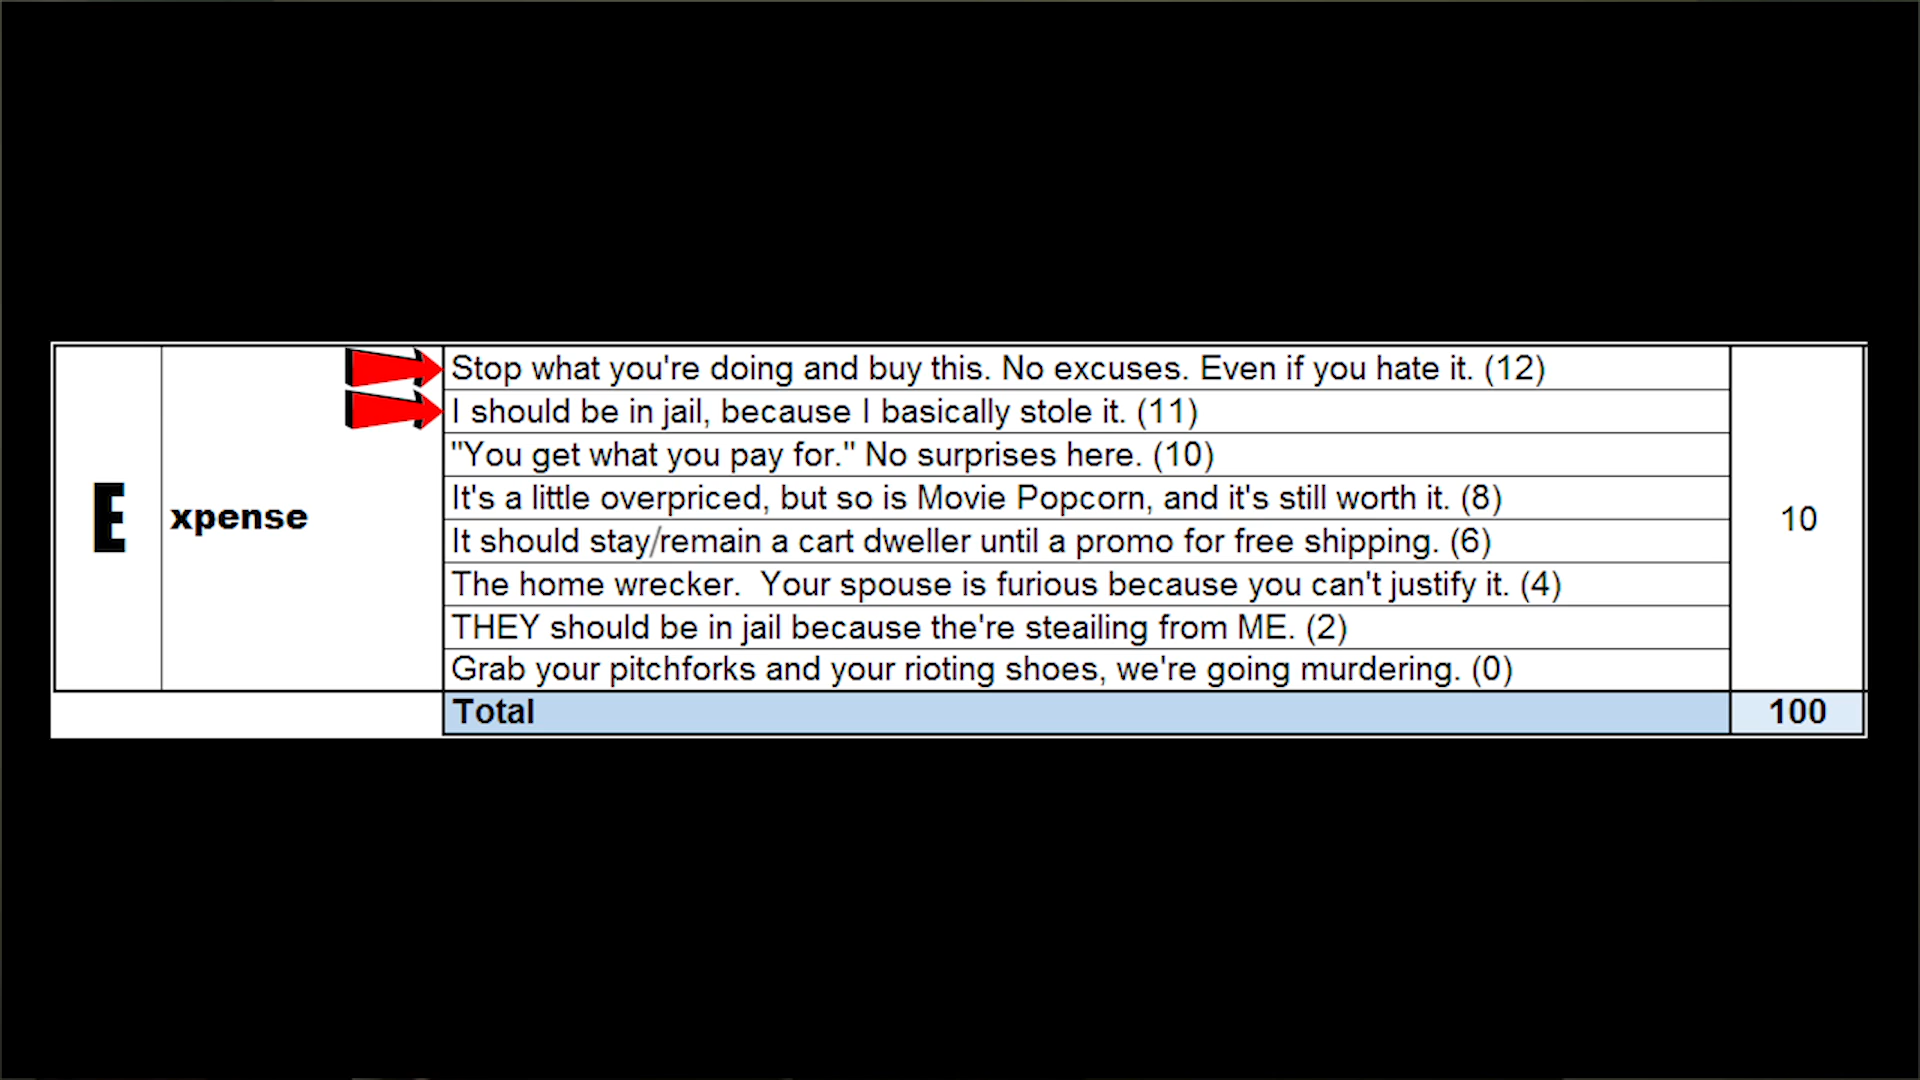 Stop what you're doing and buy this. No excuses. Even if you hate it. (12)
I should be in jail, because I basically stole it. (11)
"You get what you pay for." No surprises here. (10)
It's a little overpriced, but so is Movie Popcorn, and it's still worth it. (8)
E xpense
10
It should stay/remain a cart dweller until a promo for free shipping. (6)
The home wrecker.  Your spouse is furious because you can't justify it. (4)
THEY should be in jail because the're steailing from ME. (2)
Grab your pitchforks and your rioting shoes, we're going murdering. (0)
Total 100